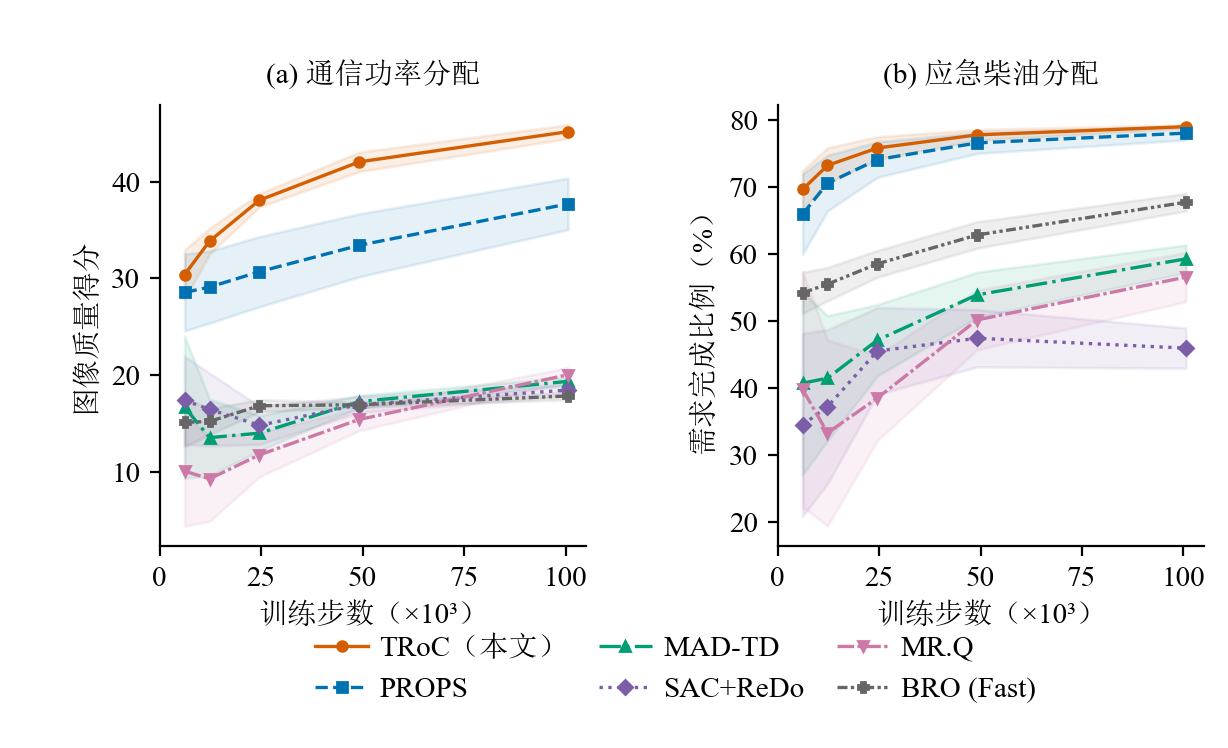 (a) 通信功率分配
(b) 应急柴油分配
图像质量得分
40
30
20
10
0
25
50
75
100
训练步数（×10³）
需求完成比例（%）
80
70
60
50
40
30
20
0
25
50
75
100
训练步数（×10³）
TRoC（本文）
MAD-TD
MR.Q
PROPS
SAC+ReDo
BRO (Fast)